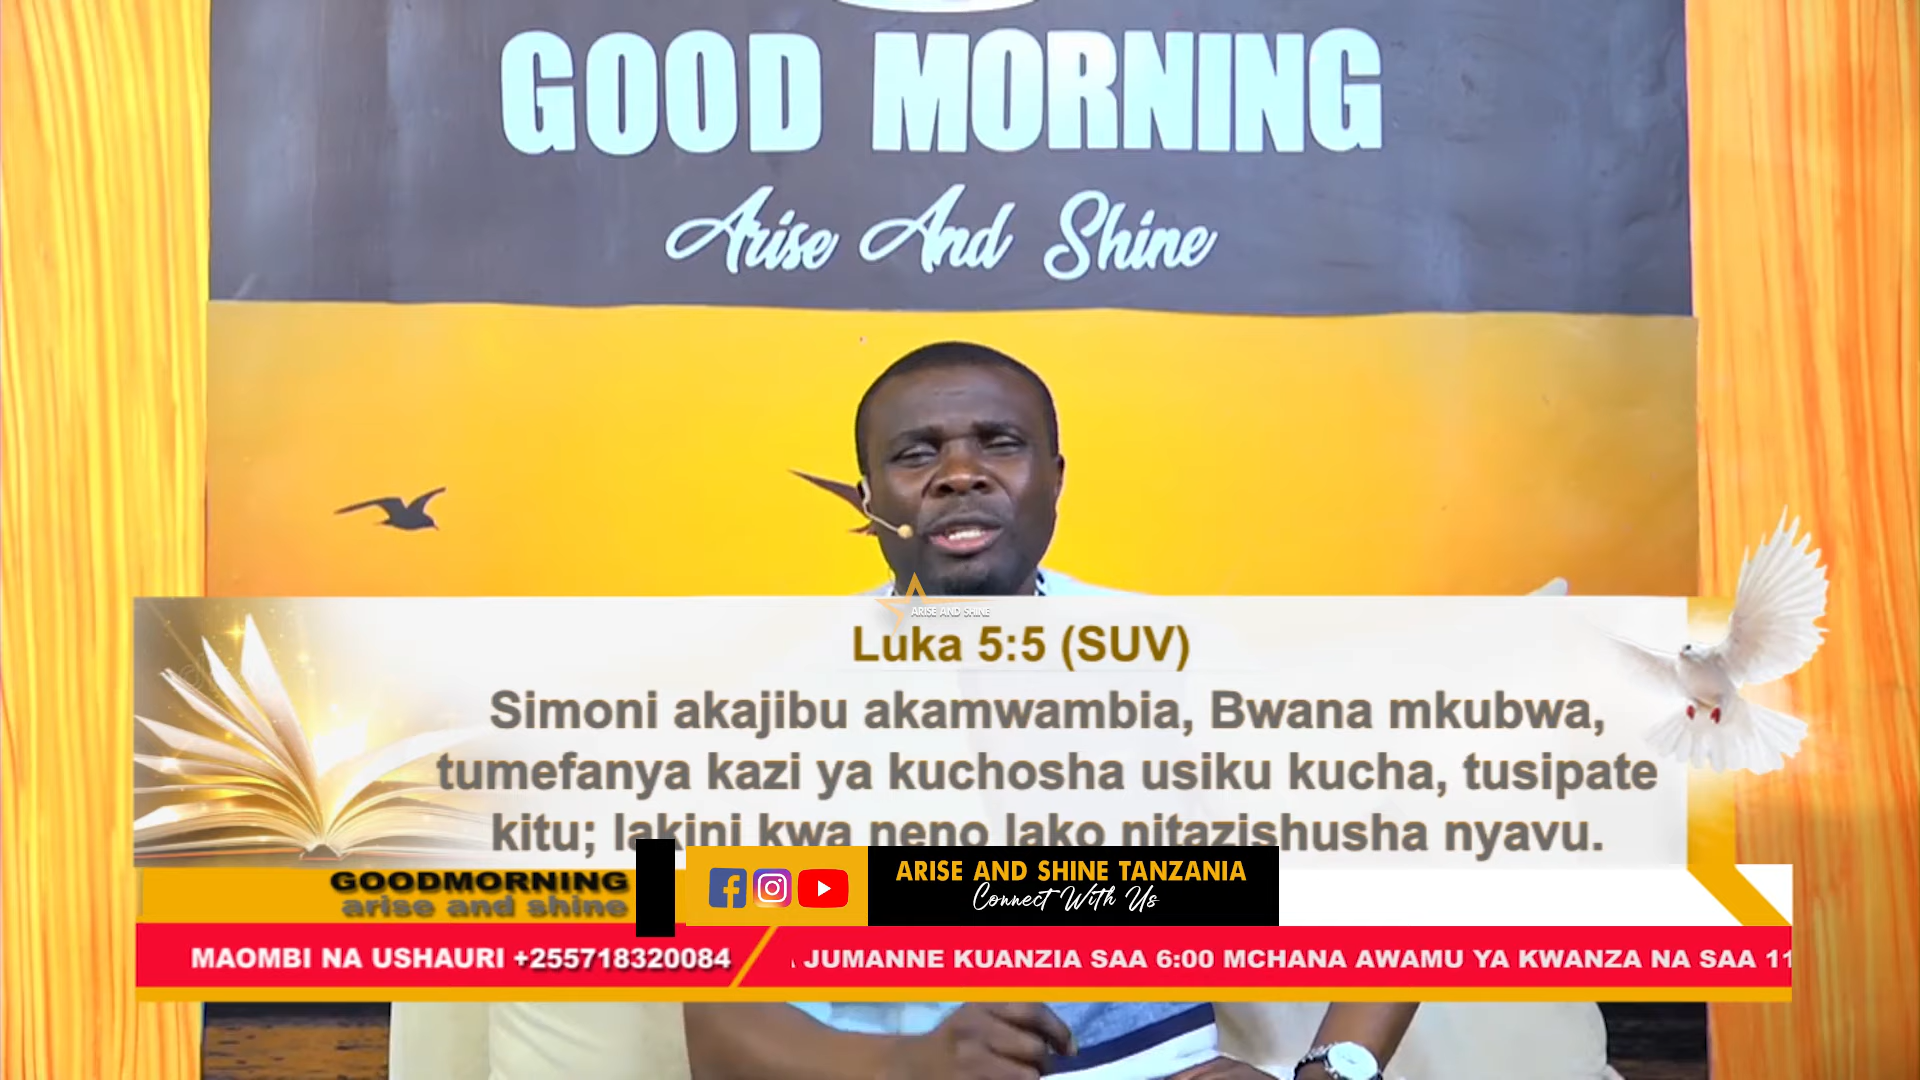 GOOD MORNING
Arise And Shine
ARISE AND SHINE
Luka 5:5 (SUV)
Simoni akajibu akamwambia, Bwana mkubwa,
tumefanya kazi ya kuchosha usiku kucha, tusipate
kitu; lakini kwa neno lako nitazishusha nyavu.
GOODMORNING
arise and shine
ARISE AND SHINE TANZANIA
Connect With Us
MAOMBI NA USHAURI +255718320084
JUMANNE KUANZIA SAA 6:00 MCHANA AWAMU YA KWANZA NA SAA 11